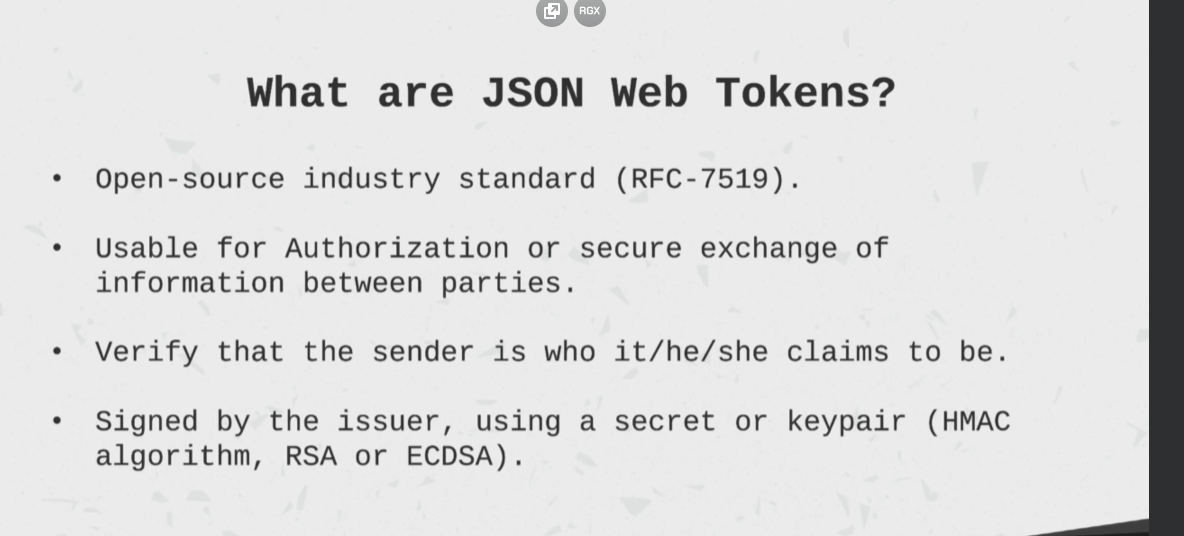 RGX
What are JSON Web Tokens?
• Open-source industry standard (RFC-7519).
• Usable for Authorization or secure exchange of
information between parties.
• Verify that the sender is who it/he/she claims to be.
• Signed by the issuer, using a secret or keypair (HMAC
algorithm, RSA or ECDSA).